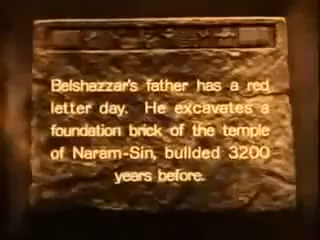 Belshazzar's father has a red
letter day. He excavates a
foundation brick of the temple
of Naram-Sin, builded 3200
years before.